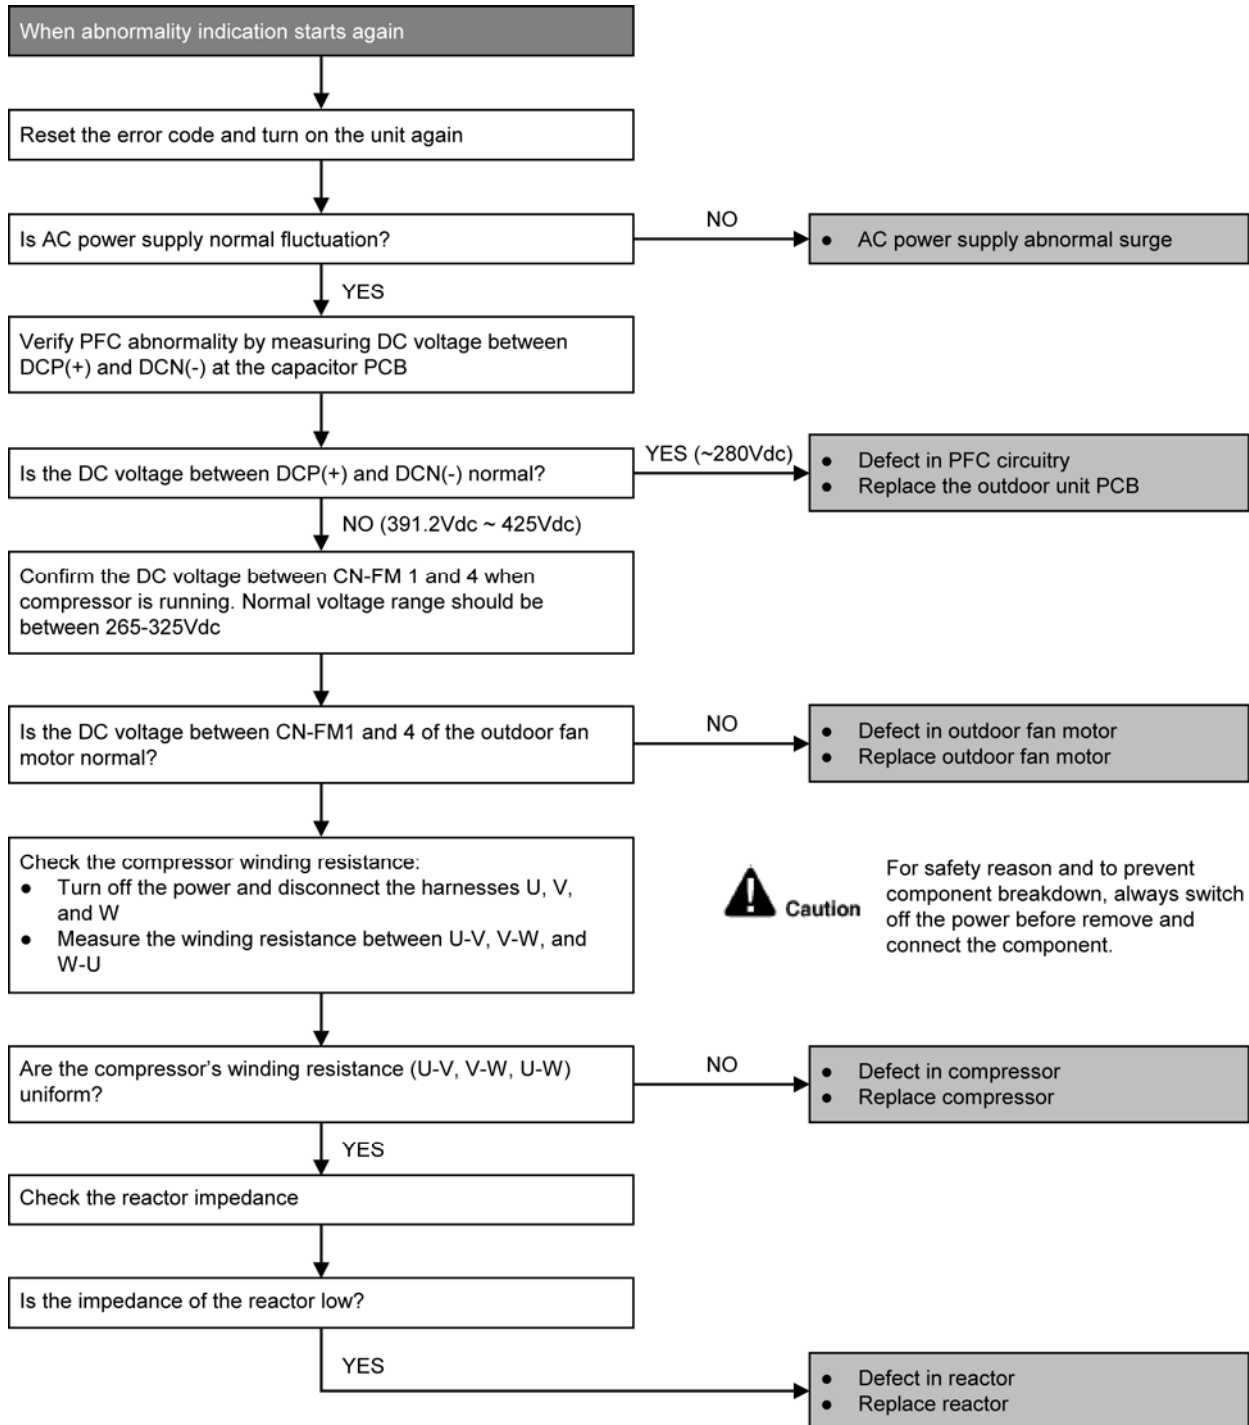 When abnormality indication starts again
Reset the error code and turn on the unit again
Is AC power supply normal fluctuation?
NO
● AC power supply abnormal surge
YES
Verify PFC abnormality by measuring DC voltage between
DCP(+) and DCN(-) at the capacitor PCB
Is the DC voltage between DCP(+) and DCN(-) normal?
YES (~280Vdc)
● Defect in PFC circuitry
● Replace the outdoor unit PCB
NO (391.2Vdc ~ 425Vdc)
Confirm the DC voltage between CN-FM 1 and 4 when
compressor is running. Normal voltage range should be
between 265-325Vdc
Is the DC voltage between CN-FM1 and 4 of the outdoor fan
motor normal?
NO
● Defect in outdoor fan motor
● Replace outdoor fan motor
Check the compressor winding resistance:
● Turn off the power and disconnect the harnesses U, V,
and W
● Measure the winding resistance between U-V, V-W, and
W-U
Caution
For safety reason and to prevent
component breakdown, always switch
off the power before remove and
connect the component.
Are the compressor's winding resistance (U-V, V-W, U-W)
uniform?
NO
● Defect in compressor
● Replace compressor
YES
Check the reactor impedance
Is the impedance of the reactor low?
YES
● Defect in reactor
● Replace reactor